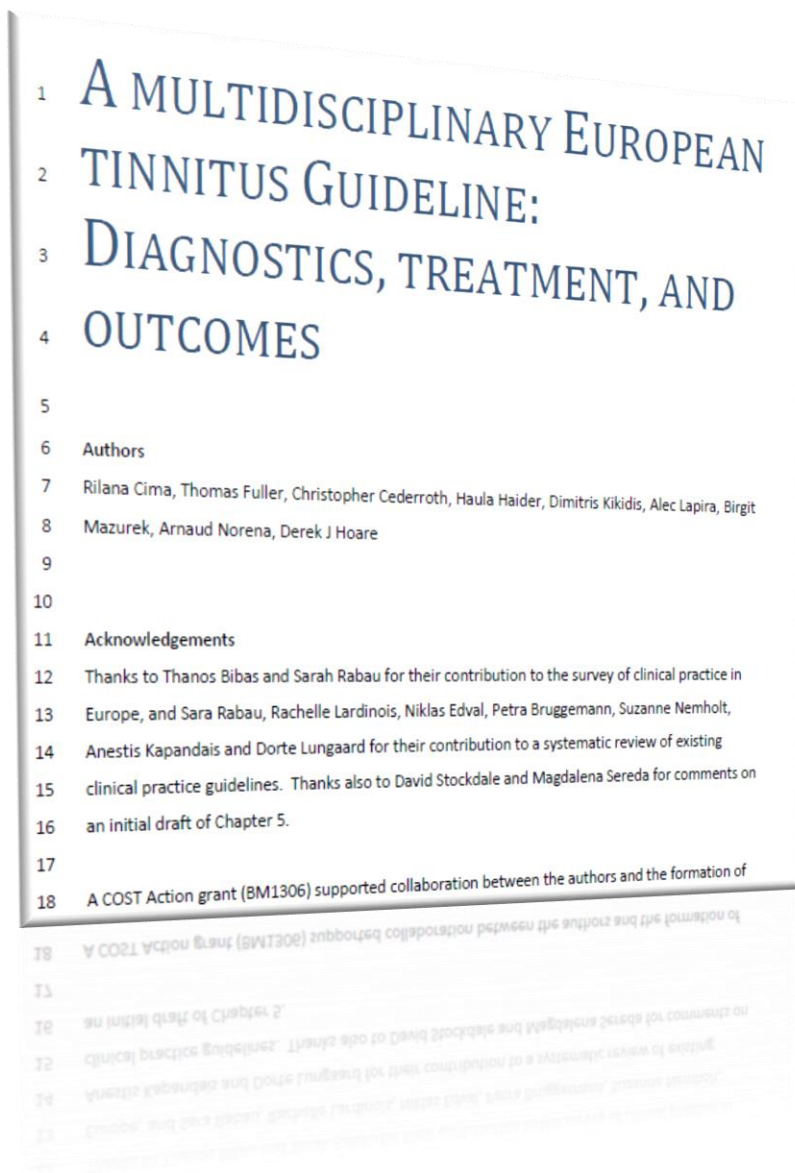 1 A MULTIDISCIPLINARY EUROPEAN
2 TINNITUS GUIDELINE:
3 DIAGNOSTICS, TREATMENT, AND
4 OUTCOMES
5
6 Authors
7 Rilana Cima, Thomas Fuller, Christopher Cederroth, Haula Haider, Dimitris Kikidis, Alec Lapira, Birgit
8 Mazurek, Arnaud Norena, Derek J Hoare
9
10
11 Acknowledgements
12 Thanks to Thanos Bibas and Sarah Rabau for their contribution to the survey of clinical practice in
13 Europe, and Sara Rabau, Rachelle Lardinois, Niklas Edval, Petra Bruggemann, Suzanne Nemholt,
14 Anestis Kapandais and Dorte Lungaard for their contribution to a systematic review of existing
15 clinical practice guidelines. Thanks also to David Stockdale and Magdalena Sereda for comments on
16 an initial draft of Chapter 5.
17
18 A COST Action grant (BM1306) supported collaboration between the authors and the formation of